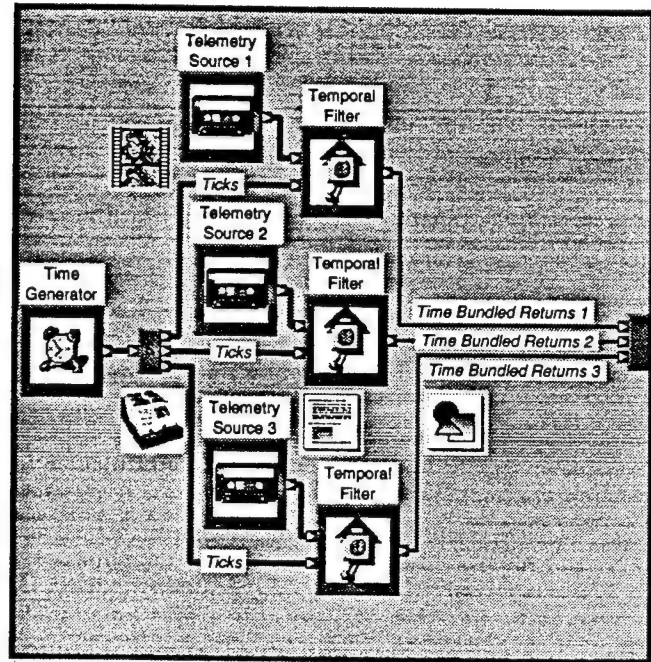 Telemetry
Source 1
Temporal
Filter
Ticks
Telemetry
Source 2
Temporal
Filter
Time
Generator
Time Bundled Returns 1
Time Bundled Returns 2
Ticks
Time Bundled Returns 3
Telemetry
Source 3
Temporal
Filter
Ticks